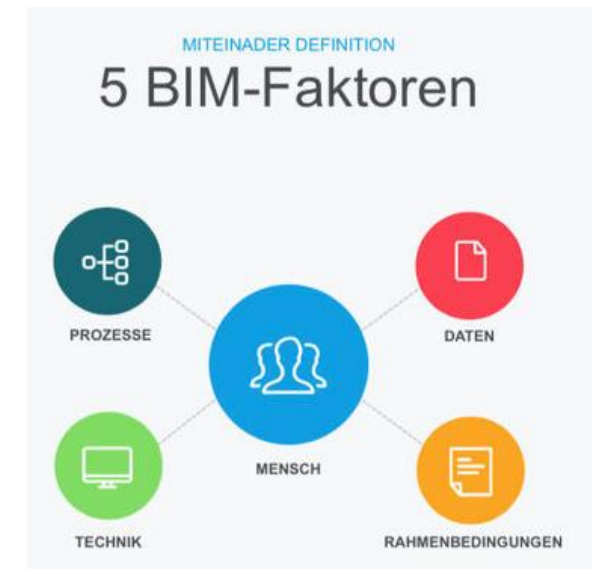 MITEINADER DEFINITION
5 BIM-Faktoren
PROZESSE
DATEN
MENSCH
TECHNIK
RAHMENBEDINGUNGEN